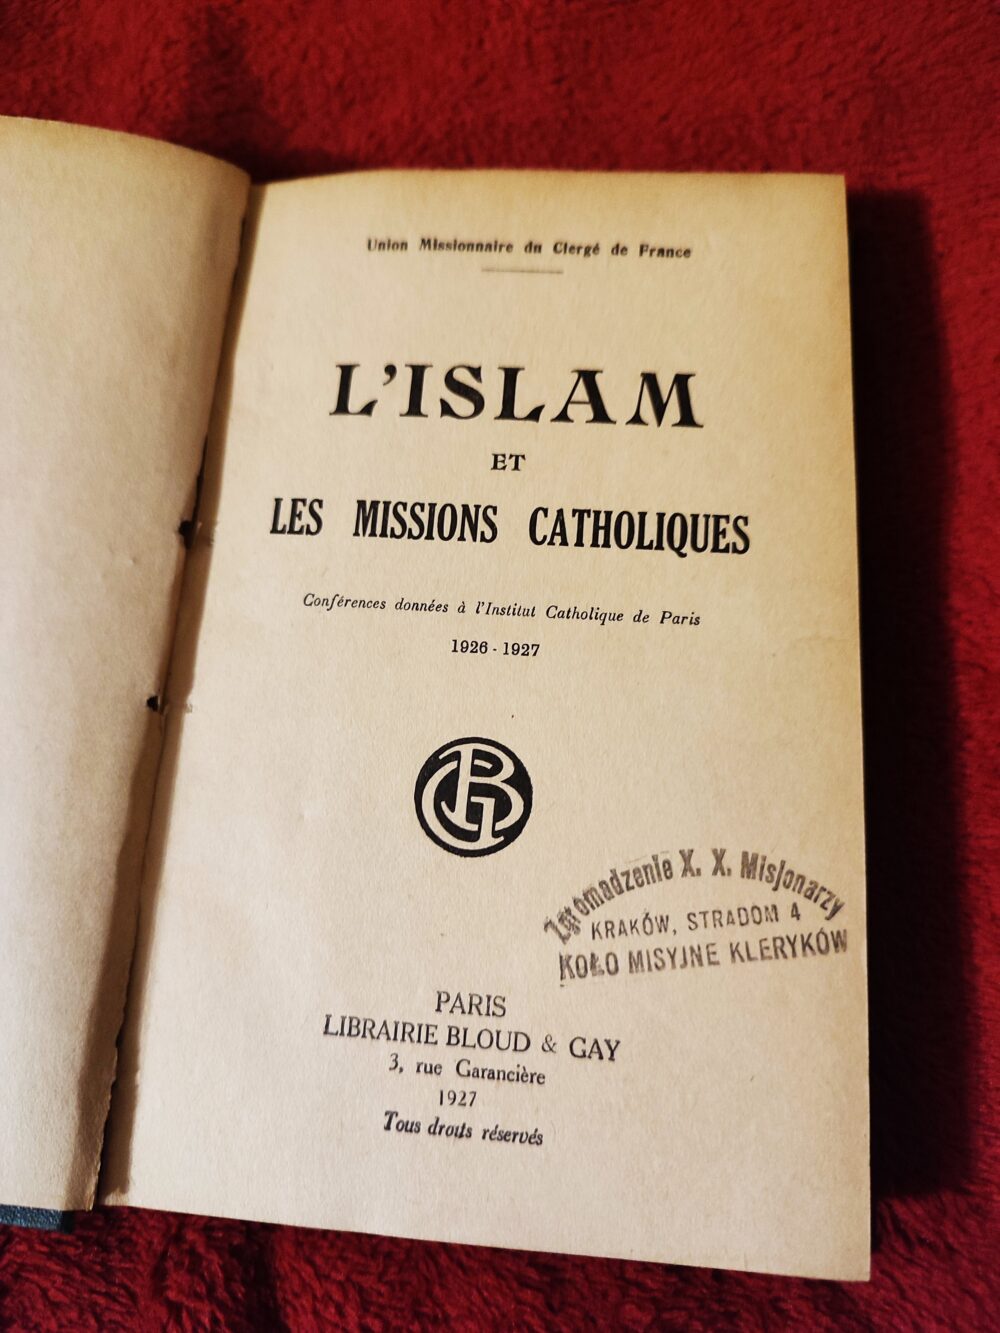 Union Missionnaire du Clergé de France
L'ISLAM
ET
LES MISSIONS CATHOLIQUES
Conférences données à l'Institut Catholique de Paris
1926 - 1927
BG
Zgromadzenie X. X. Misjonarzy
KRAKÓW, STRADOM 4
KOŁO MISYJNE KLERYKÓW
PARIS
LIBRAIRIE BLOUD & GAY
3, rue Garancière
1927
Tous droits réservés